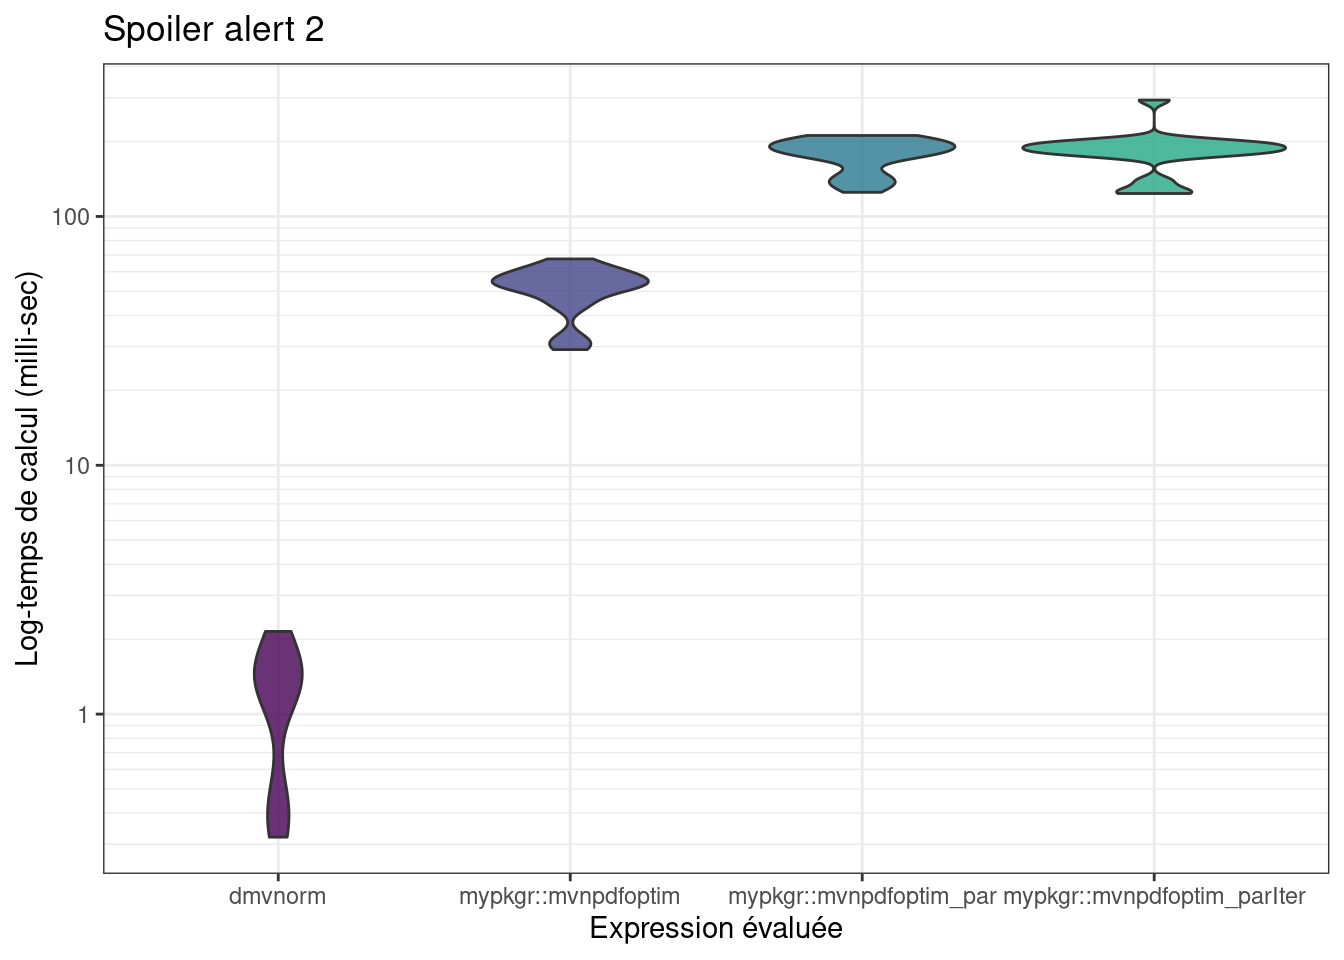 Spoiler alert 2
Log-temps de calcul (milli-sec)
100
10
1
dmvnorm
mypkgr::mvnpdfoptim
mypkgr::mvnpdfoptim_par
mypkgr::mvnpdfoptim_parIter
Expression évaluée